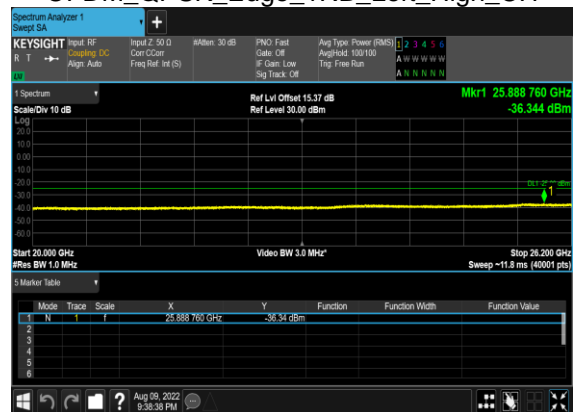 Spectrum Analyzer 1
Swept SA
+
KEYSIGHT Input: RF Input Z: 50 Ω #Atten: 30 dB PNO: Fast Avg Type: Power (RMS) 1 2 3 4 5 6
R T Coupling: DC Corr CCorr Gate: Off Avg|Hold: 100/100 A W W W W W
Align: Auto Freq Ref: Int (S) IF Gain: Low Trig: Free Run
LW Sig Track: Off A N N N N N
1 Spectrum Ref Lvl Offset 15.37 dB Mkr1 25.888 760 GHz
Scale/Div 10 dB Ref Level 30.00 dBm -36.344 dBm
Log
20.0
10.0
0.00
-10.0
-20.0
-30.0
-40.0
-50.0
-60.0
1
Start 20.000 GHz Video BW 3.0 MHz* Stop 26.200 GHz
#Res BW 1.0 MHz Sweep ~11.8 ms (40001 pts)
5 Marker Table
Mode Trace Scale X Y Function Function Width Function Value
1 N 1 f 25.888 760 GHz -36.34 dBm
2
3
4
5
6
? Aug 09, 2022
9:38:38 PM